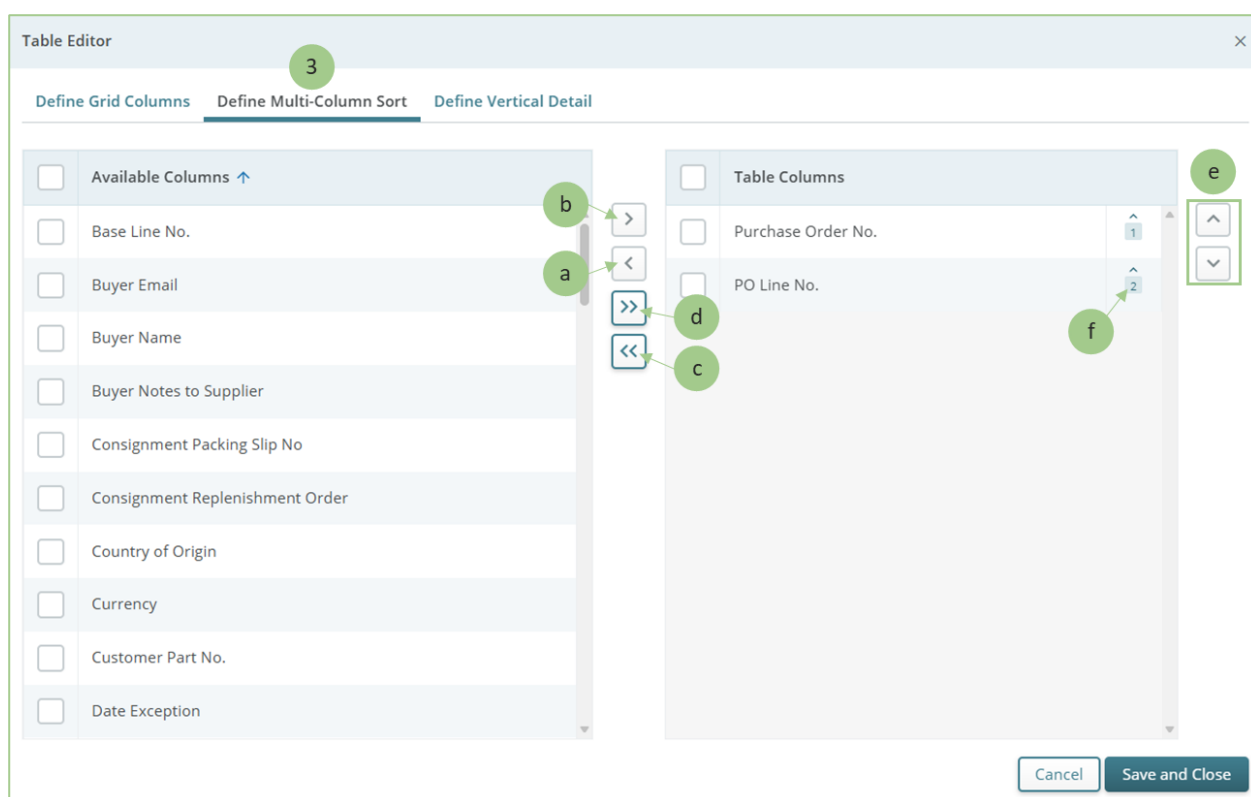 Table Editor
3
Define Grid Columns Define Multi-Column Sort Define Vertical Detail
Available Columns
Base Line No.
Buyer Email
Buyer Name
Buyer Notes to Supplier
Consignment Packing Slip No
Consignment Replenishment Order
Country of Origin
Currency
Customer Part No.
Date Exception
b
a
d
c
Table Columns
Purchase Order No. 1
PO Line No. 2
e
f
Cancel Save and Close